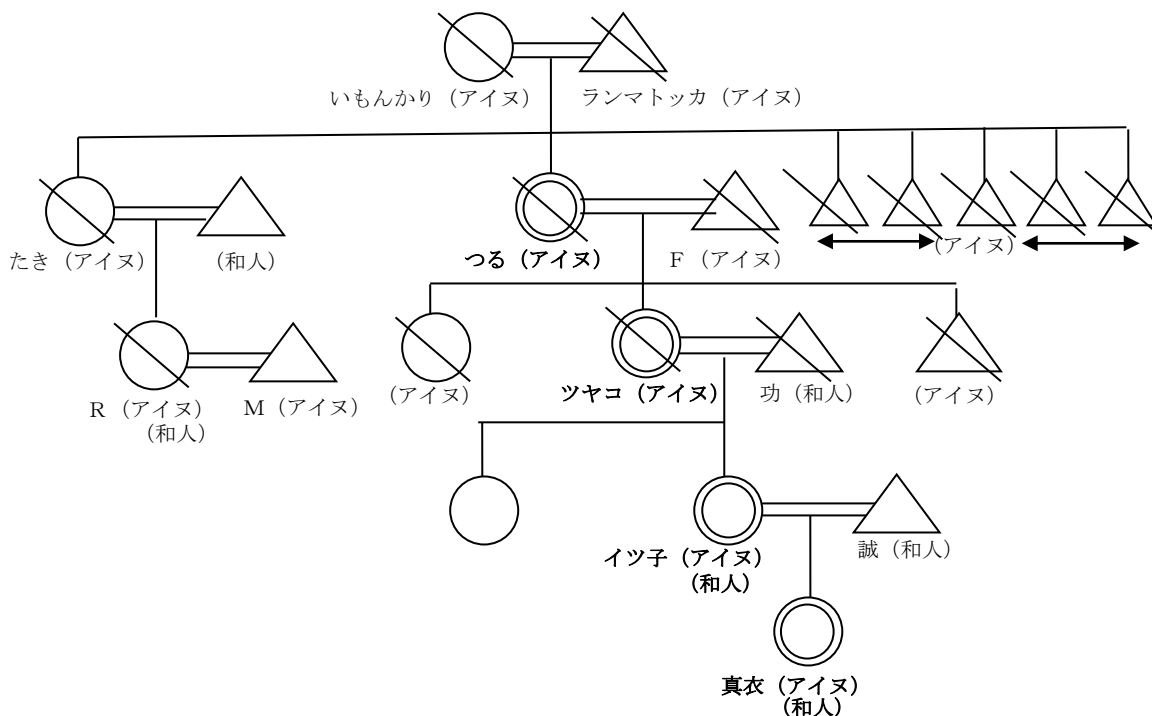 いもんかり（アイヌ）　ランマトッカ（アイヌ）
たき（アイヌ）　（和人）　つる（アイヌ）　F（アイヌ）　（アイヌ）
R（アイヌ）　M（アイヌ）　（アイヌ）　ツヤコ（アイヌ）　功（和人）　（アイヌ）
（和人）
イツ子（アイヌ）　誠（和人）
（和人）
真衣（アイヌ）
（和人）